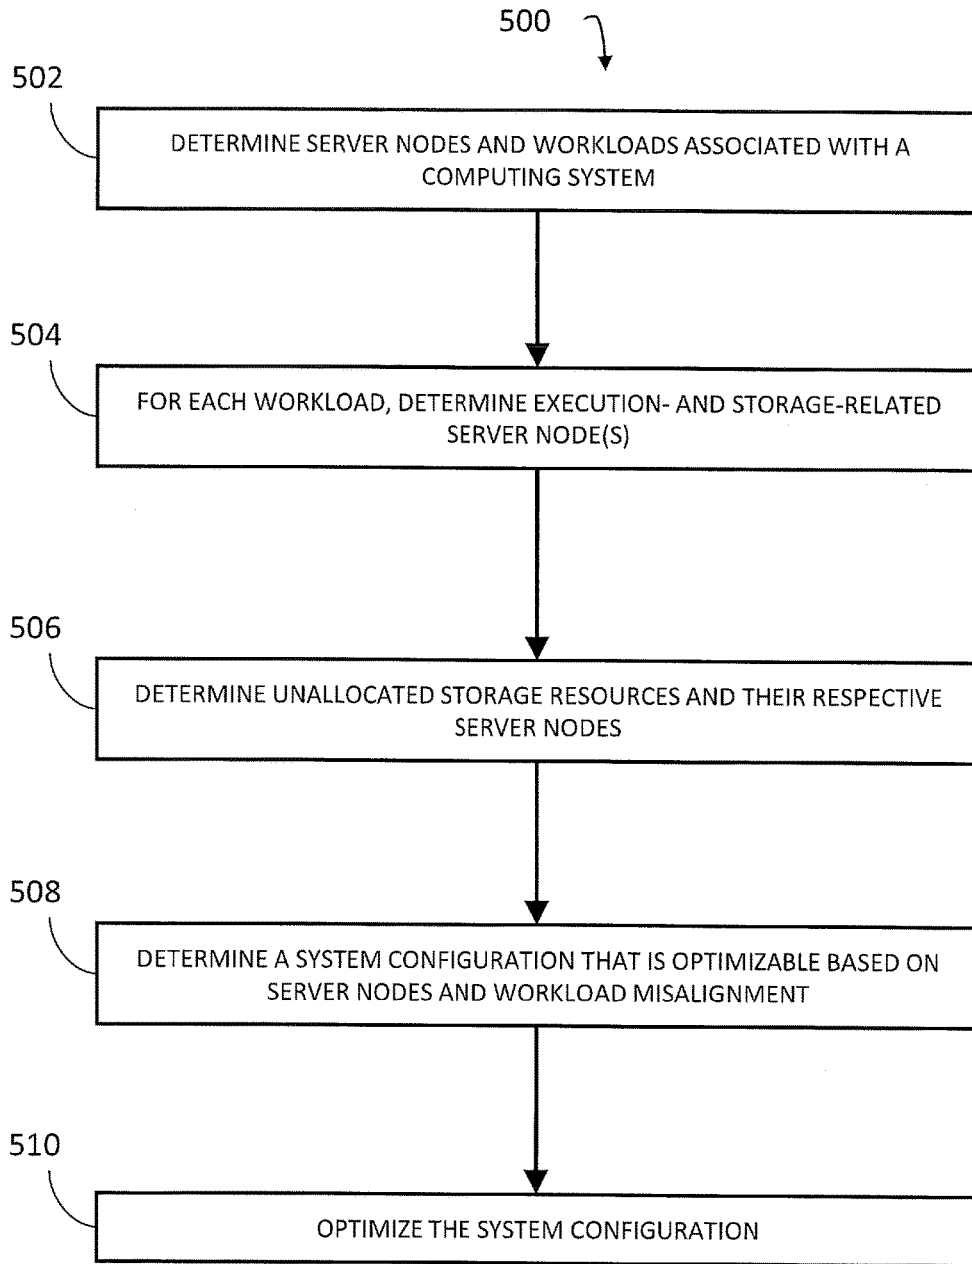 500
502
DETERMINE SERVER NODES AND WORKLOADS ASSOCIATED WITH A
COMPUTING SYSTEM
504
FOR EACH WORKLOAD, DETERMINE EXECUTION- AND STORAGE-RELATED
SERVER NODE(S)
506
DETERMINE UNALLOCATED STORAGE RESOURCES AND THEIR RESPECTIVE
SERVER NODES
508
DETERMINE A SYSTEM CONFIGURATION THAT IS OPTIMIZABLE BASED ON
SERVER NODES AND WORKLOAD MISALIGNMENT
510
OPTIMIZE THE SYSTEM CONFIGURATION